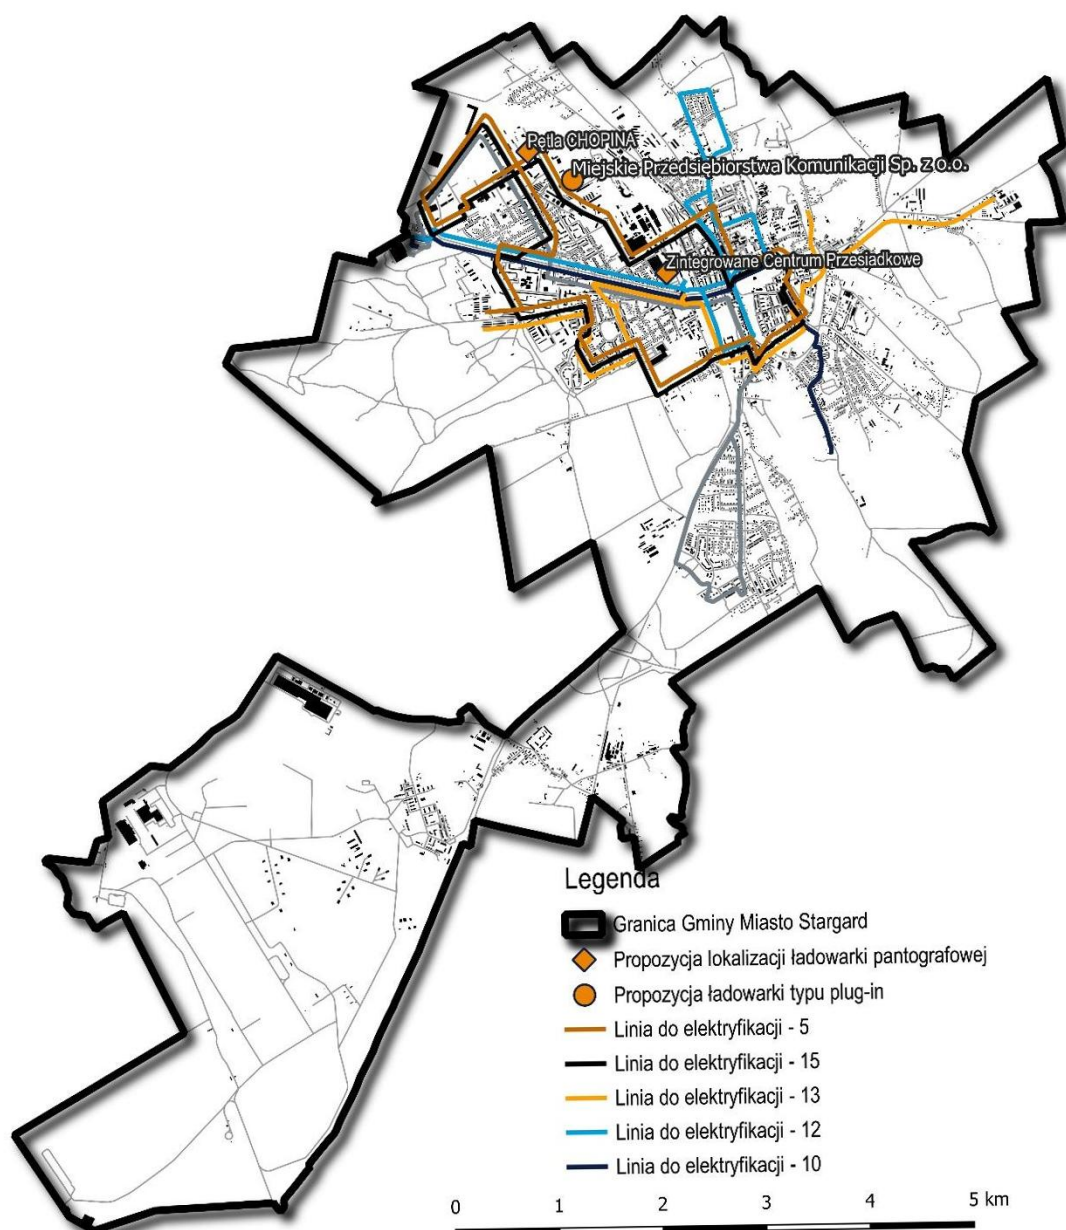 Pętla CHOPINA
Miejskie Przedsiębiorstwa Komunikacji Sp. z o.o.
Zintegrowane Centrum Przesiadkowe
Legenda
Granica Gminy Miasto Stargard
Propozycja lokalizacji ładowarki pantografowej
Propozycja ładowarki typu plug-in
Linia do elektryfikacji - 5
Linia do elektryfikacji - 15
Linia do elektryfikacji - 13
Linia do elektryfikacji - 12
Linia do elektryfikacji - 10
0 1 2 3 4 5 km